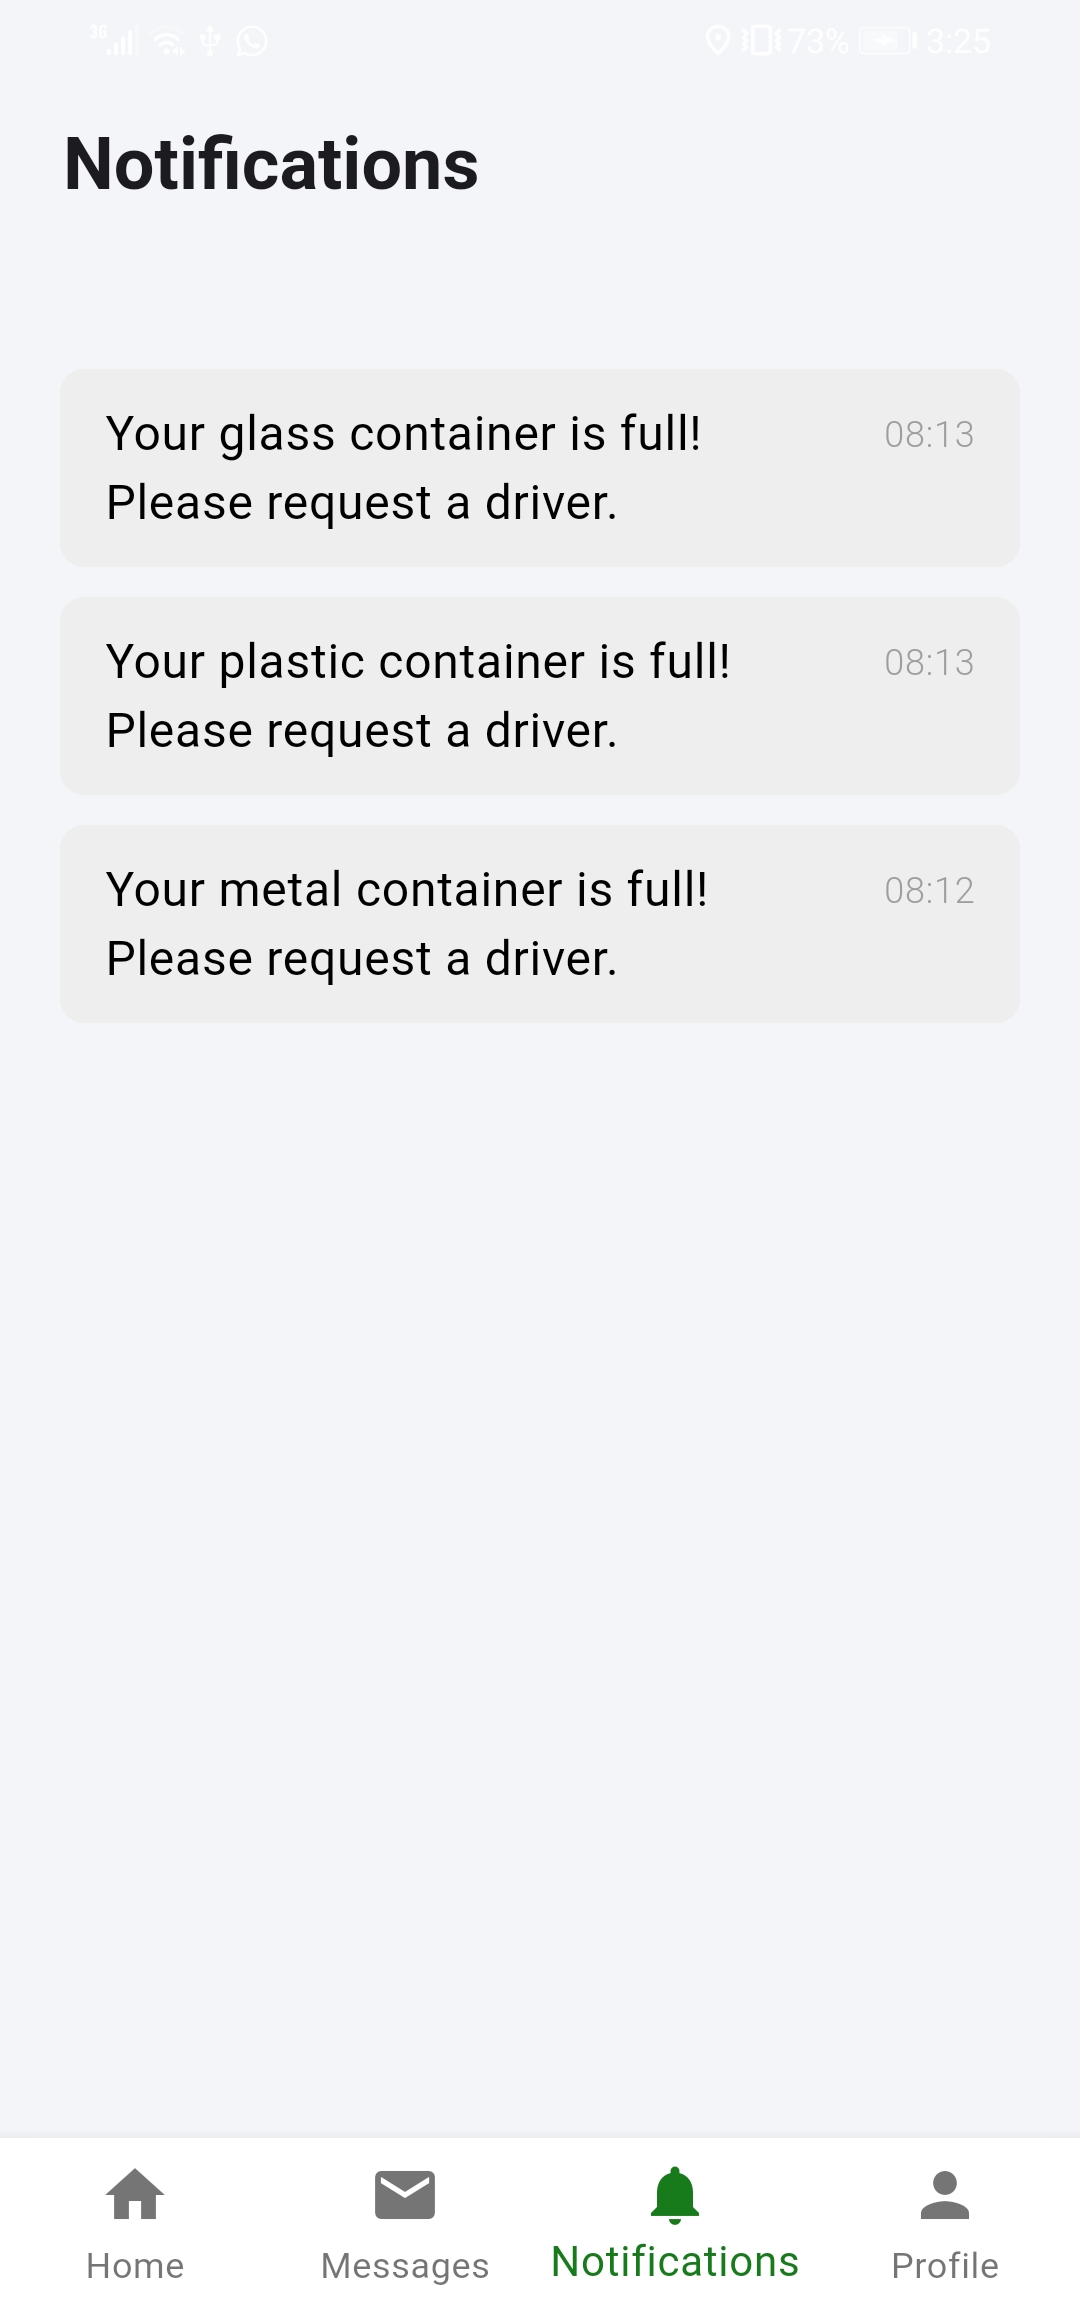 3G 73% 3:25
Notifications
Your glass container is full! 08:13
Please request a driver.
Your plastic container is full! 08:13
Please request a driver.
Your metal container is full! 08:12
Please request a driver.
Home Messages Notifications Profile